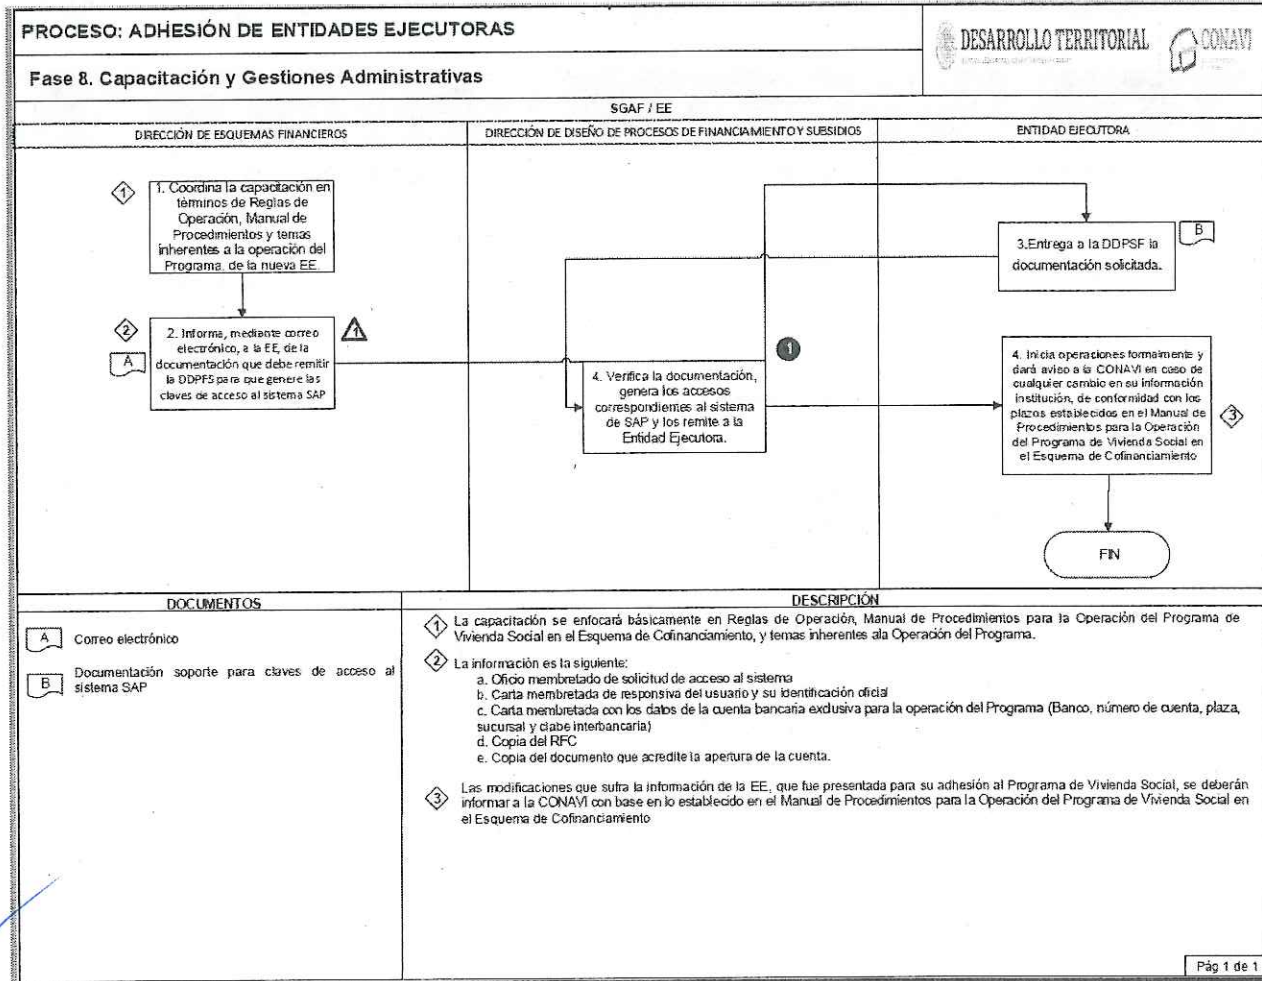 PROCESO: ADHESIÓN DE ENTIDADES EJECUTORAS
DESARROLLO TERRITORIAL
CONAVI
Fase 8. Capacitación y Gestiones Administrativas
SGAF / EE
DIRECCIÓN DE ESQUEMAS FINANCIEROS
DIRECCIÓN DE DISEÑO DE PROCESOS DE FINANCIAMIENTO Y SUBSIDIOS
ENTIDAD EJECUTORA
1
1. Coordina la capacitación en
términos de Reglas de
Operación, Manual de
Procedimientos y temas
inherentes a la operación del
Programa, de la nueva EE.
B
3.Entrega a la DDPSF la
documentación solicitada.
2
A
2. Informa, mediante correo
electrónico, a la EE, de la
documentación que debe remitir
la DDPFS para que genere las
claves de acceso al sistema SAP
1
1
4. Verifica la documentación,
genera los accesos
correspondientes al sistema
de SAP y los remite a la
Entidad Ejecutora.
4. Inicia operaciones formalmente y
dará aviso a la CONAVI en caso de
cualquier cambio en su información
institución, de conformidad con los
plazos establecidos en el Manual de
Procedimientos para la Operación
del Programa de Vivienda Social en
el Esquema de Cofinanciamiento
3
FIN
DOCUMENTOS
A Correo electrónico
B Documentación soporte para claves de acceso al
sistema SAP
DESCRIPCIÓN
1 La capacitación se enfocará básicamente en Reglas de Operación, Manual de Procedimientos para la Operación del Programa de
Vivienda Social en el Esquema de Cofinanciamiento, y temas inherentes ala Operación del Programa.
2 La información es la siguiente:
a. Oficio membretado de solicitud de acceso al sistema
b. Carta membretada de responsiva del usuario y su identificación oficial
c. Carta membretada con los datos de la cuenta bancaria exclusiva para la operación del Programa (Banco, número de cuenta, plaza,
sucursal y clabe interbancaria)
d. Copia del RFC
e. Copia del documento que acredite la apertura de la cuenta.
3 Las modificaciones que sufra la información de la EE, que fue presentada para su adhesión al Programa de Vivienda Social, se deberán
informar a la CONAVI con base en lo establecido en el Manual de Procedimientos para la Operación del Programa de Vivienda Social en
el Esquema de Cofinanciamiento
Pág 1 de 1